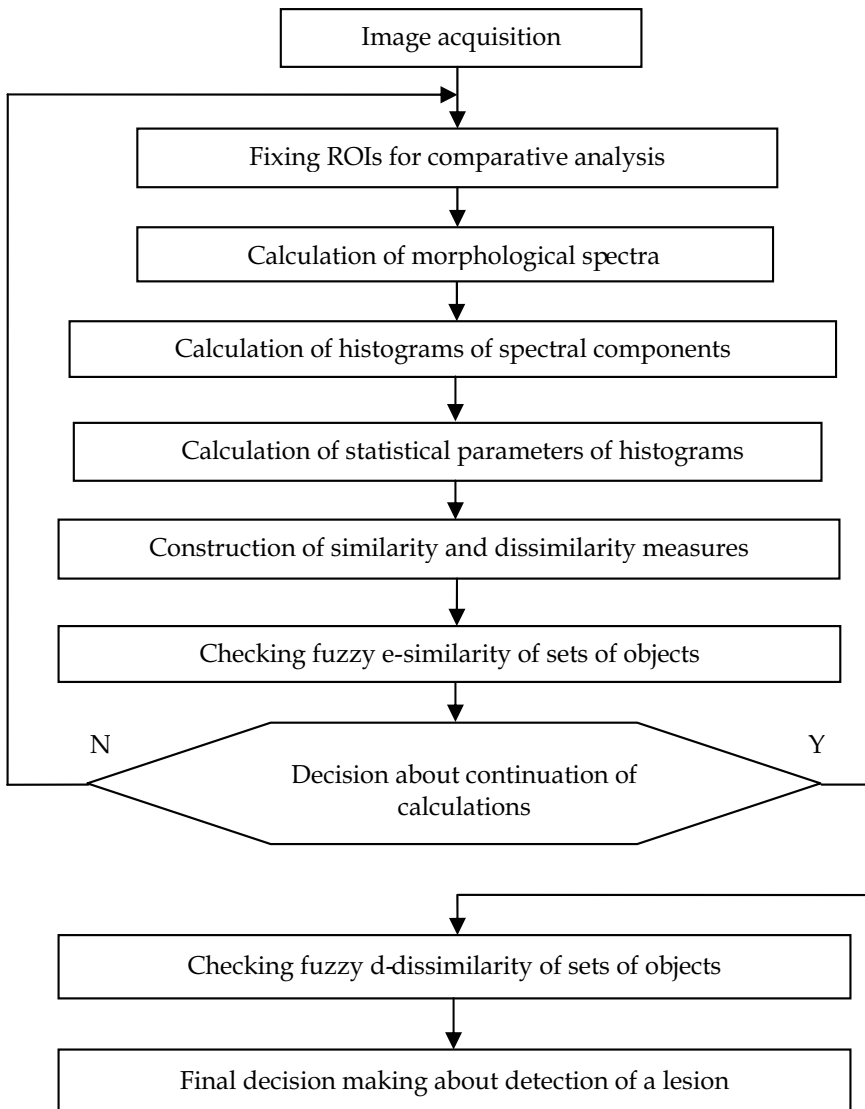 Image acquisition
Fixing ROIs for comparative analysis
Calculation of morphological spectra
Calculation of histograms of spectral components
Calculation of statistical parameters of histograms
Construction of similarity and dissimilarity measures
Checking fuzzy e-similarity of sets of objects
N
Y
Decision about continuation of
calculations
Checking fuzzy d-dissimilarity of sets of objects
Final decision making about detection of a lesion